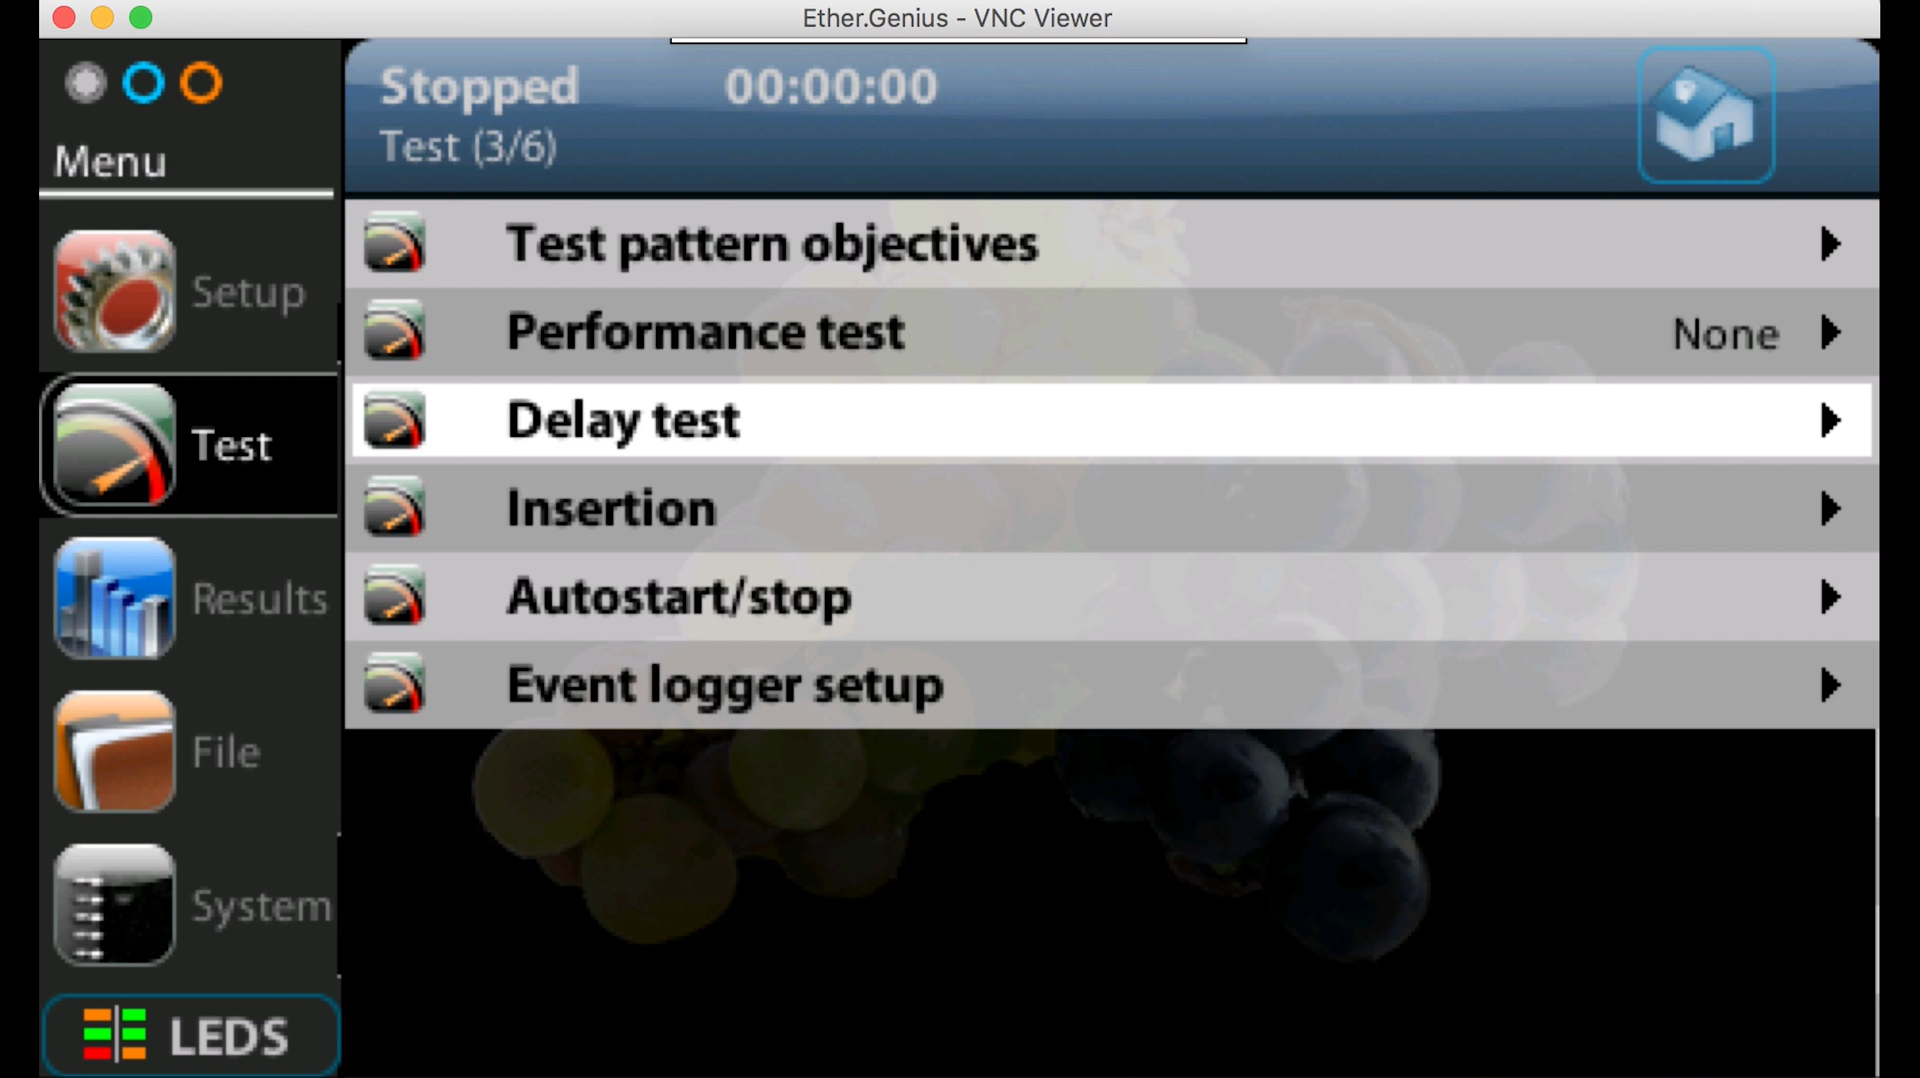 Ether.Genius - VNC Viewer
Stopped 00:00:00
Test (3/6)
Menu
Setup
Test
Results
File
System
LEDS
Test pattern objectives
Performance test None
Delay test
Insertion
Autostart/stop
Event logger setup